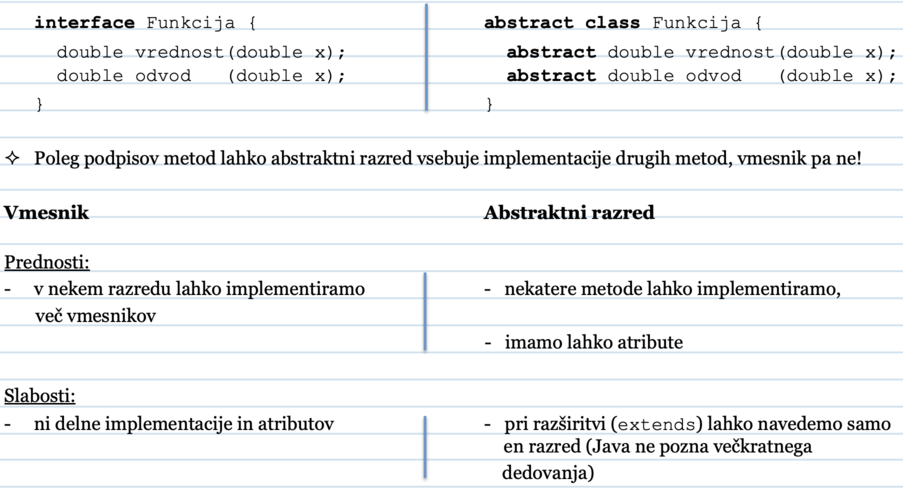 interface Funkcija {
double vrednost(double x);
double odvod (double x);
}
abstract class Funkcija {
abstract double vrednost(double x);
abstract double odvod (double x);
}
✧ Poleg podpisov metod lahko abstraktni razred vsebuje implementacije drugih metod, vmesnik pa ne!
Vmesnik
Abstraktni razred
Prednosti:
- v nekem razredu lahko implementiramo
več vmesnikov
- nekatere metode lahko implementiramo,
- imamo lahko atribute
Slabosti:
- ni delne implementacije in atributov
- pri razširitvi (extends) lahko navedemo samo
en razred (Java ne pozna večkratnega
dedovanja)